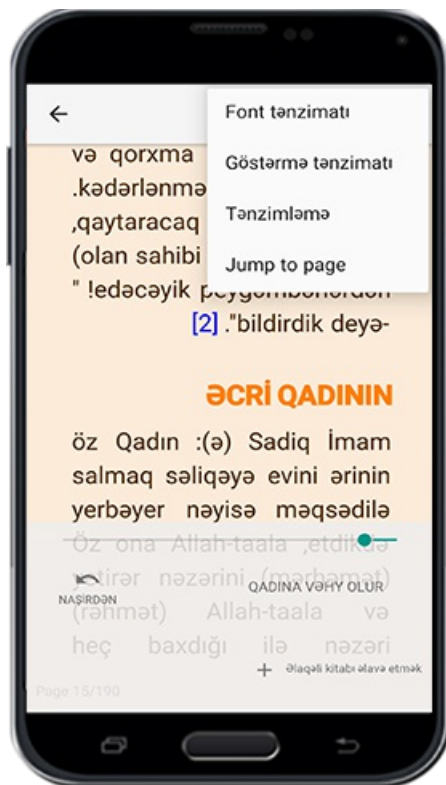 Font tənzimatı
Göstərmə tənzimatı
Tənzimləmə
Jump to page
və qorxma
.kədərlənmə
,qaytaracaq
(olan sahibi
" !edəcəyik peyğəmbərlərdən
[2] ."bildirdik deyə-
ƏCRİ QADININ
öz Qadın :(ə) Sadiq İmam
salmaq səliqəyə evini ərinin
yerbəyer nəyisə məqsədilə
Öz ona Allah-taala ,etdikdə
yetirər nəzərini (mərhəmət)
(rəhmət) Allah-taala və
heç baxdığı ilə nəzəri
NAŞİRDƏN
QADINA VƏHY OLUR
+ Əlaqəli kitabı əlavə etmək
Page 15/190